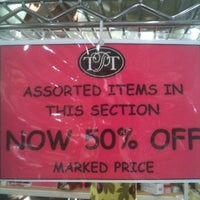 TPT
ASSORTED ITEMS IN
THIS SECTION
NOW 50% OFF
MARKED PRICE